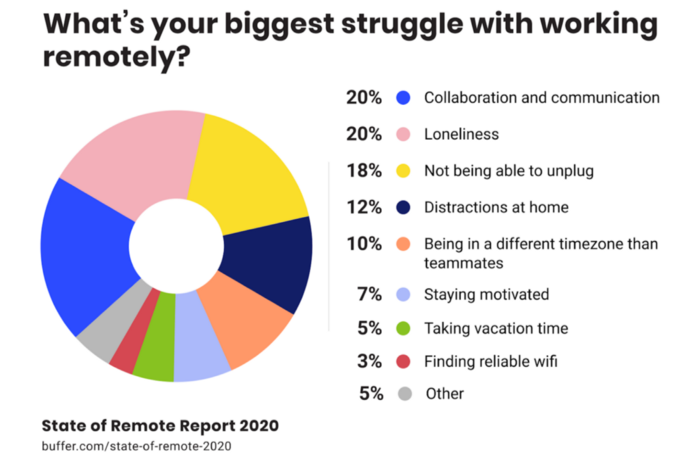 What's your biggest struggle with working
remotely?
20% Collaboration and communication
20% Loneliness
18% Not being able to unplug
12% Distractions at home
10% Being in a different timezone than
teammates
7% Staying motivated
5% Taking vacation time
3% Finding reliable wifi
5% Other
State of Remote Report 2020
buffer.com/state-of-remote-2020